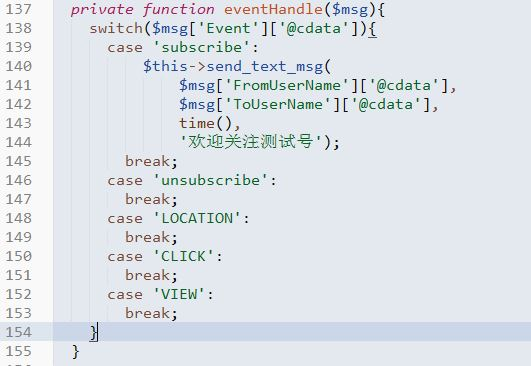 137 private function eventHandle($msg){
138 switch($msg['Event']['@cdata']){
139 case 'subscribe':
140 $this->send_text_msg(
141 $msg['FromUserName']['@cdata'],
142 $msg['ToUserName']['@cdata'],
143 time(),
144 '欢迎关注测试号');
145 break;
146 case 'unsubscribe':
147 break;
148 case 'LOCATION':
149 break;
150 case 'CLICK':
151 break;
152 case 'VIEW':
153 break;
154 }
155 }